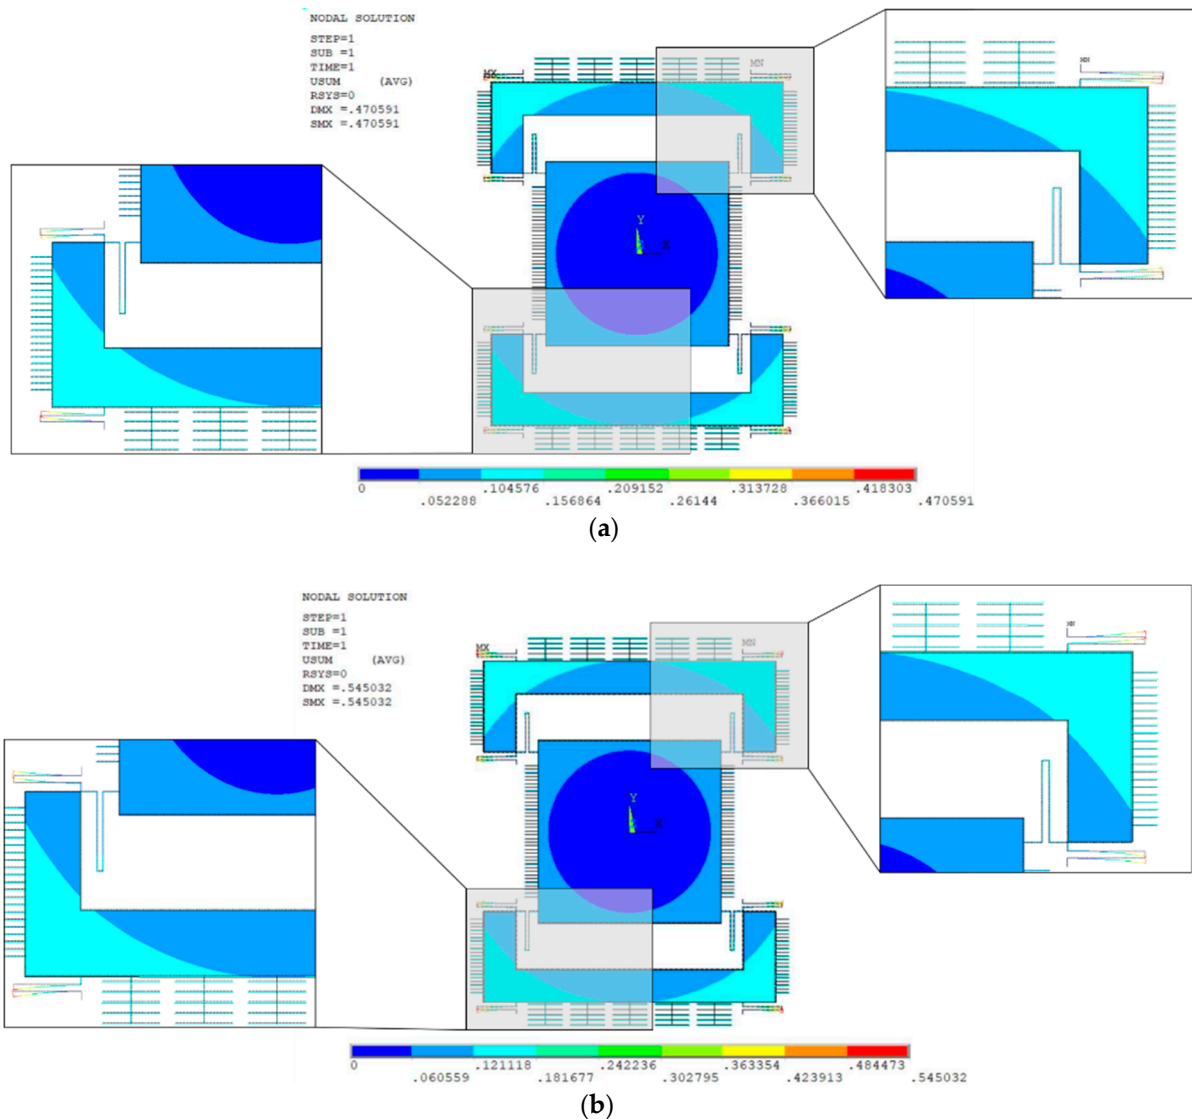 NODAL SOLUTION
STEP=1
SUB =1
TIME=1
USUM (AVG)
RSYS=0
DMX =.470591
SMX =.470591
MX
MN
MN
Y
X
0
.052288
.104576
.156864
.209152
.26144
.313728
.366015
.418303
.470591
(a)
NODAL SOLUTION
STEP=1
SUB =1
TIME=1
USUM (AVG)
RSYS=0
DMX =.545032
SMX =.545032
MX
MN
MN
Y
X
0
.060559
.121118
.181677
.242236
.302795
.363354
.423913
.484473
.545032
(b)